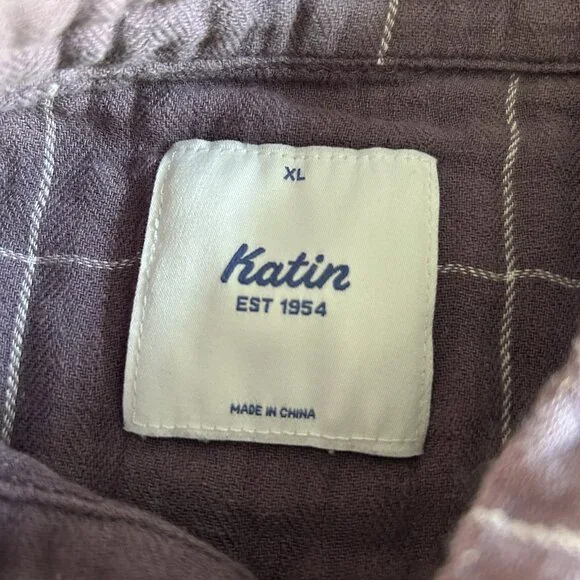 XL
Katin
EST 1954
MADE IN CHINA